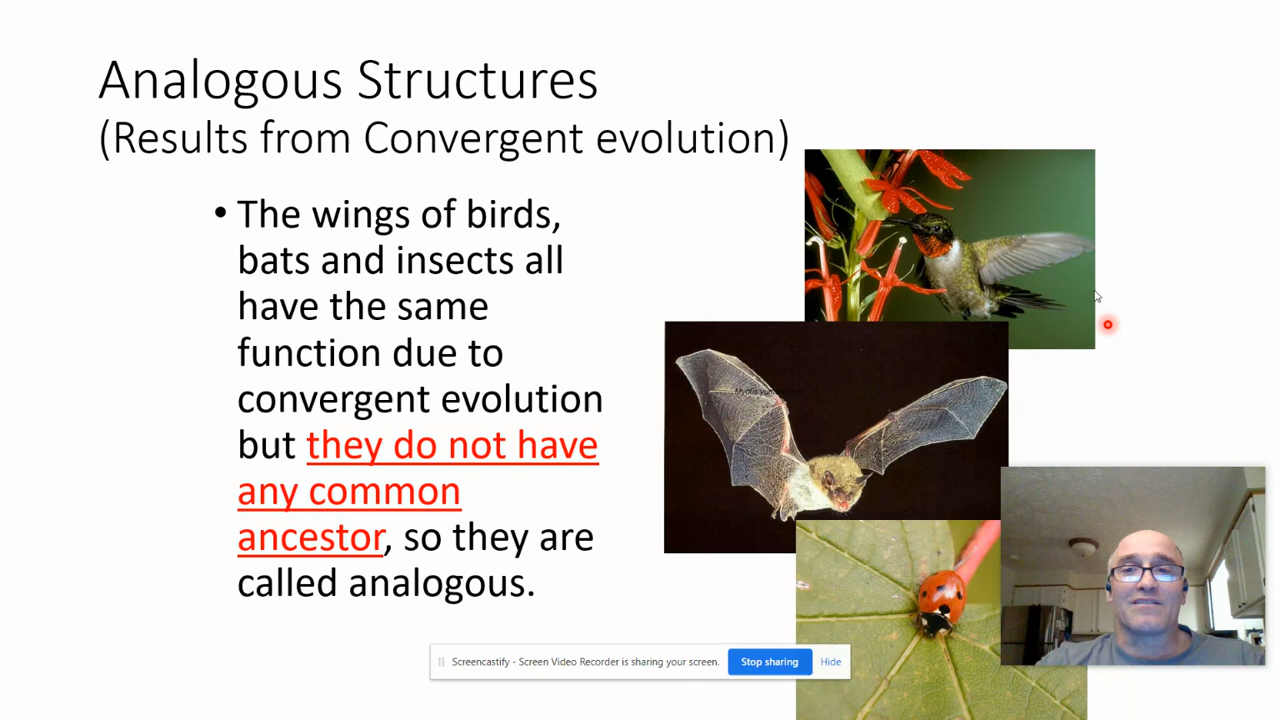 Analogous Structures
(Results from Convergent evolution)
• The wings of birds,
bats and insects all
have the same
function due to
convergent evolution
but they do not have
any common
ancestor, so they are
called analogous.
Screencastify - Screen Video Recorder is sharing your screen. Stop sharing Hide